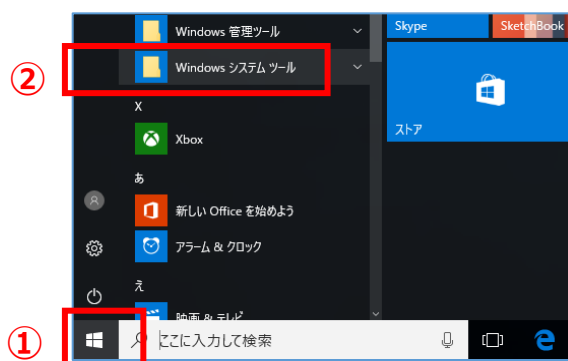 Windows 管理ツール
Skype
SketchBook
②
Windows システム ツール
X
Xbox
ストア
あ
新しい Office を始めよう
アラーム & クロック
え
映画 & テレビ
①
ここに入力して検索